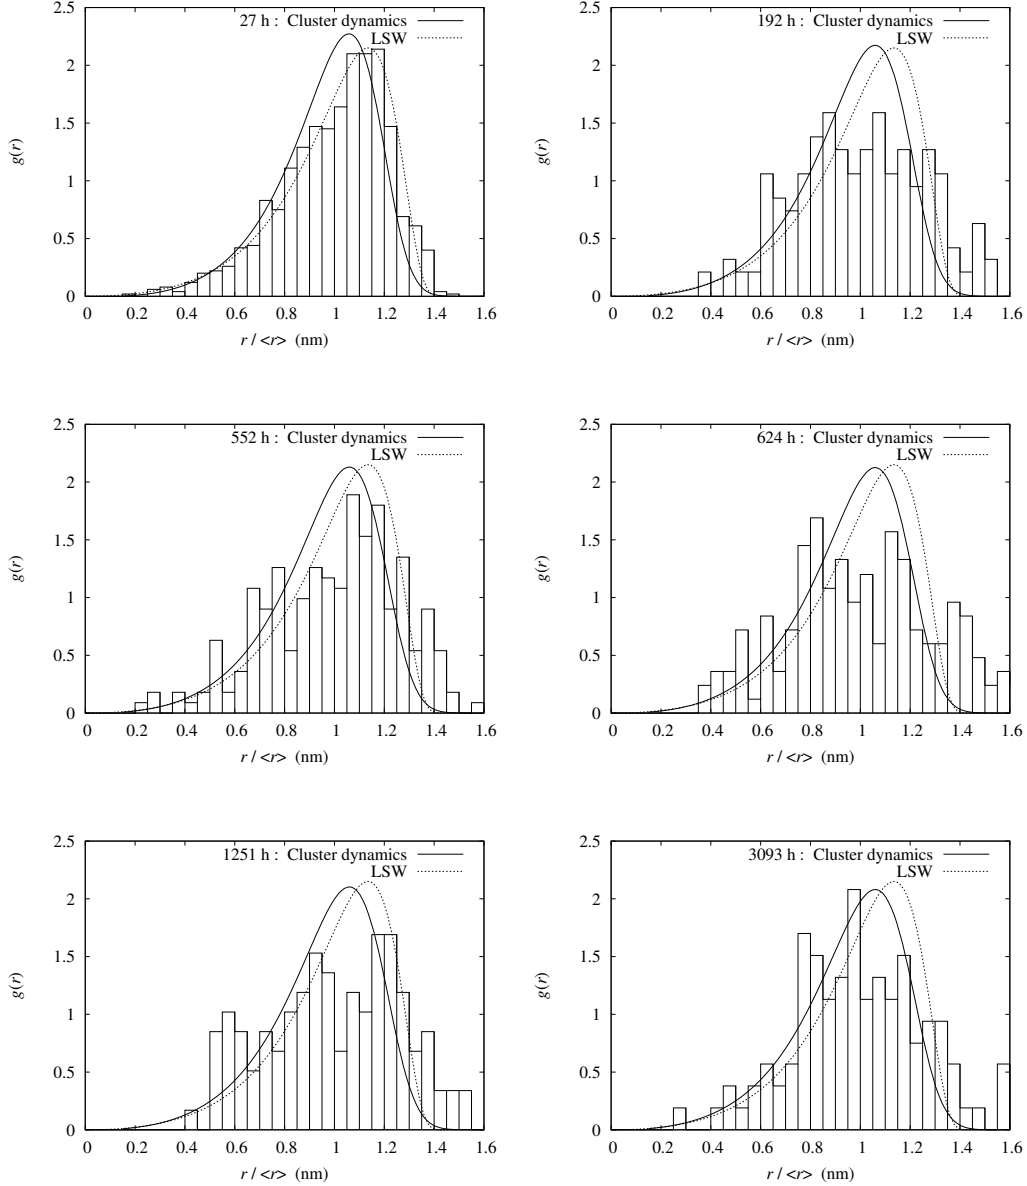 2.5
2
1.5
1
0.5
0
g(r)
27 h : Cluster dynamics
LSW
0 0.2 0.4 0.6 0.8 1 1.2 1.4 1.6
r / <r> (nm)
2.5
2
1.5
1
0.5
0
g(r)
192 h : Cluster dynamics
LSW
0 0.2 0.4 0.6 0.8 1 1.2 1.4 1.6
r / <r> (nm)
2.5
2
1.5
1
0.5
0
g(r)
552 h : Cluster dynamics
LSW
0 0.2 0.4 0.6 0.8 1 1.2 1.4 1.6
r / <r> (nm)
2.5
2
1.5
1
0.5
0
g(r)
624 h : Cluster dynamics
LSW
0 0.2 0.4 0.6 0.8 1 1.2 1.4 1.6
r / <r> (nm)
2.5
2
1.5
1
0.5
0
g(r)
1251 h : Cluster dynamics
LSW
0 0.2 0.4 0.6 0.8 1 1.2 1.4 1.6
r / <r> (nm)
2.5
2
1.5
1
0.5
0
g(r)
3093 h : Cluster dynamics
LSW
0 0.2 0.4 0.6 0.8 1 1.2 1.4 1.6
r / <r> (nm)